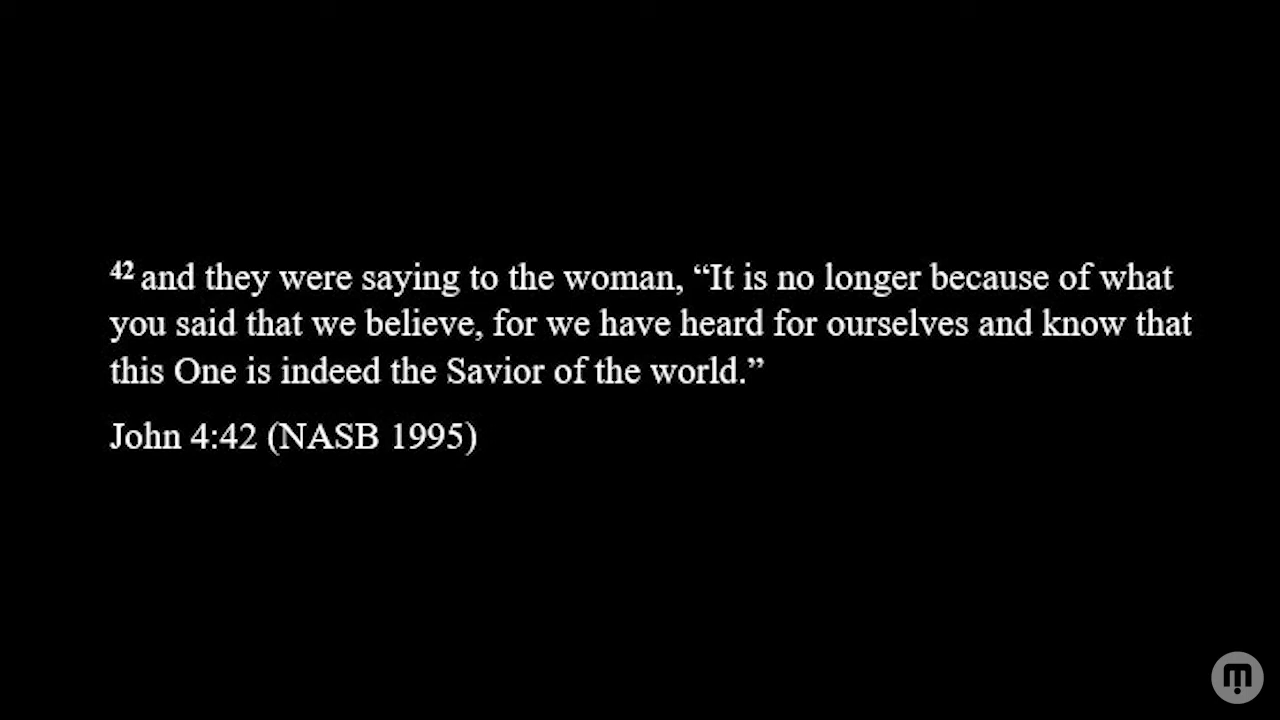 42 and they were saying to the woman, “It is no longer because of what
you said that we believe, for we have heard for ourselves and know that
this One is indeed the Savior of the world.”
John 4:42 (NASB 1995)
m